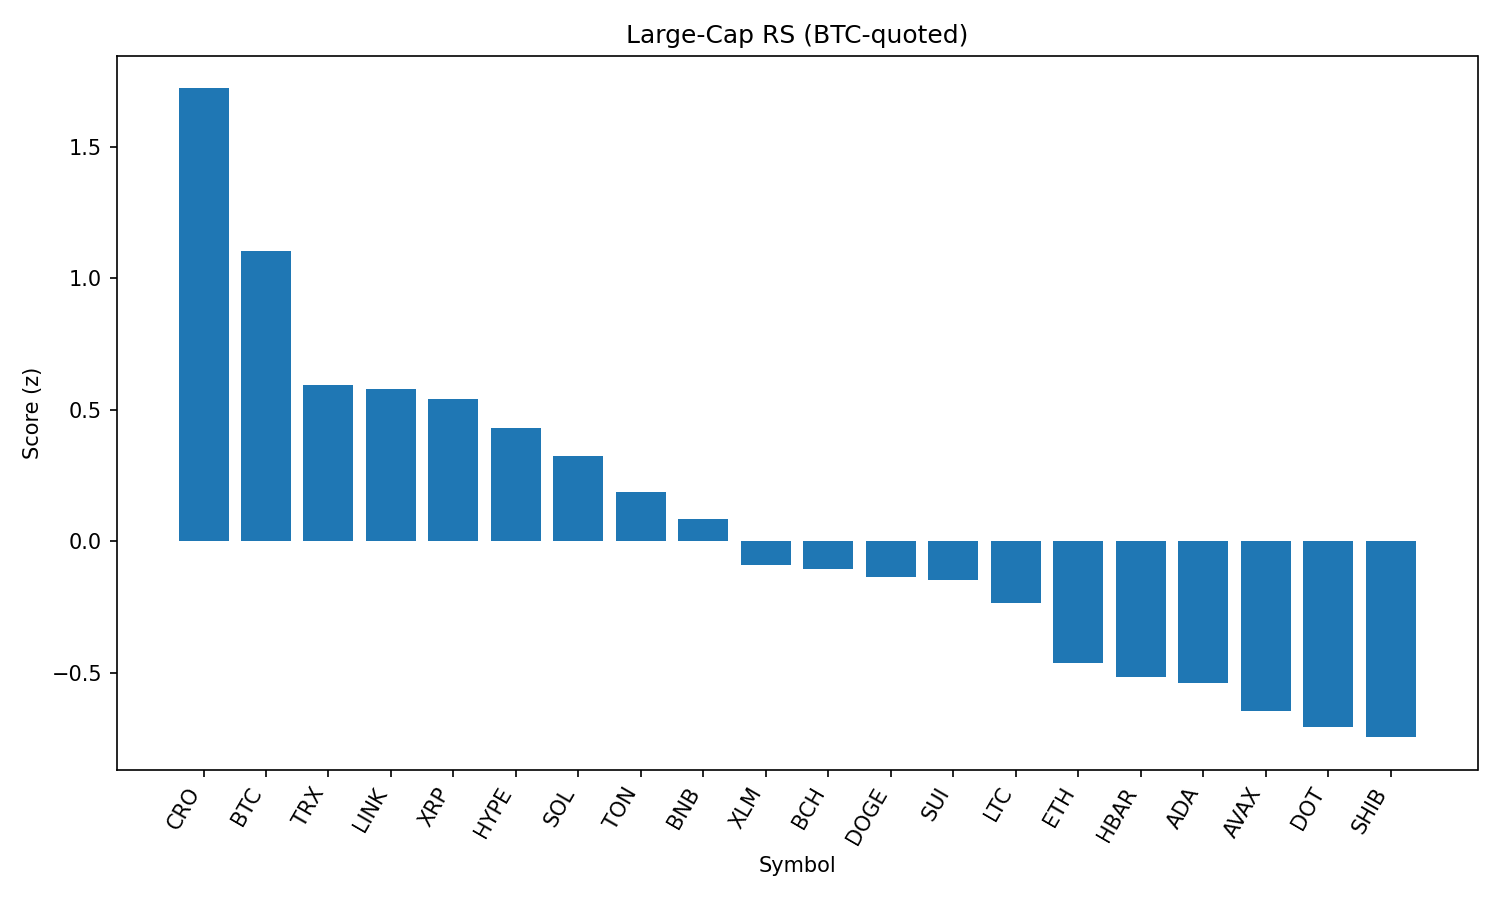 Large-Cap RS (BTC-quoted)
Score (z)
1.5
1.0
0.5
0.0
−0.5
CRO
BTC
TRX
LINK
XRP
HYPE
SOL
TON
BNB
XLM
BCH
DOGE
SUI
LTC
ETH
HBAR
ADA
AVAX
DOT
SHIB
Symbol